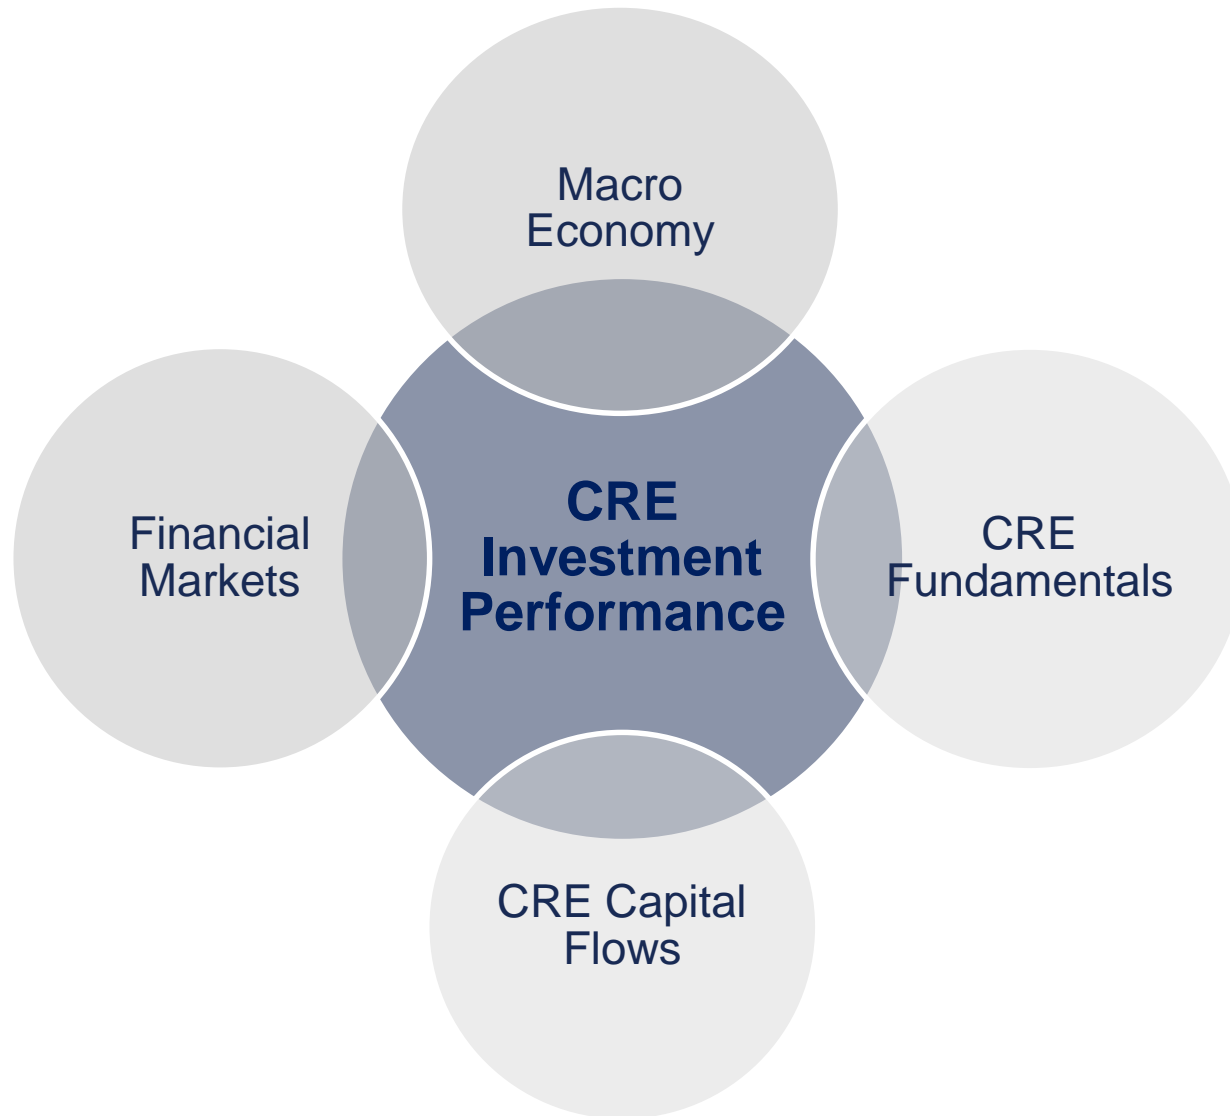 Macro
Economy
Financial
Markets
CRE
Investment
Performance
CRE
Fundamentals
CRE Capital
Flows